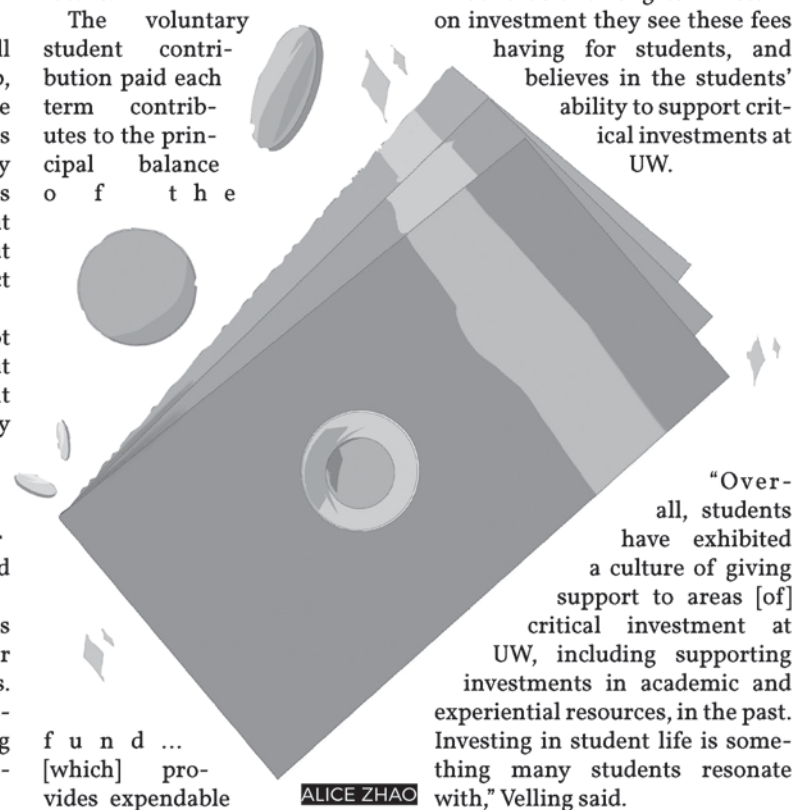 The voluntary
student contri-
bution paid each
term contrib-
utes to the prin-
cipal balance
of the
fund ...
[which] pro-
vides expendable
ALICE ZHAO
on investment they see these fees
having for students, and
believes in the students'
ability to support crit-
ical investments at
UW.
“Over-
all, students
have exhibited
a culture of giving
support to areas [of]
critical investment at
UW, including supporting
investments in academic and
experiential resources, in the past.
Investing in student life is some-
thing many students resonate
with,” Velling said.